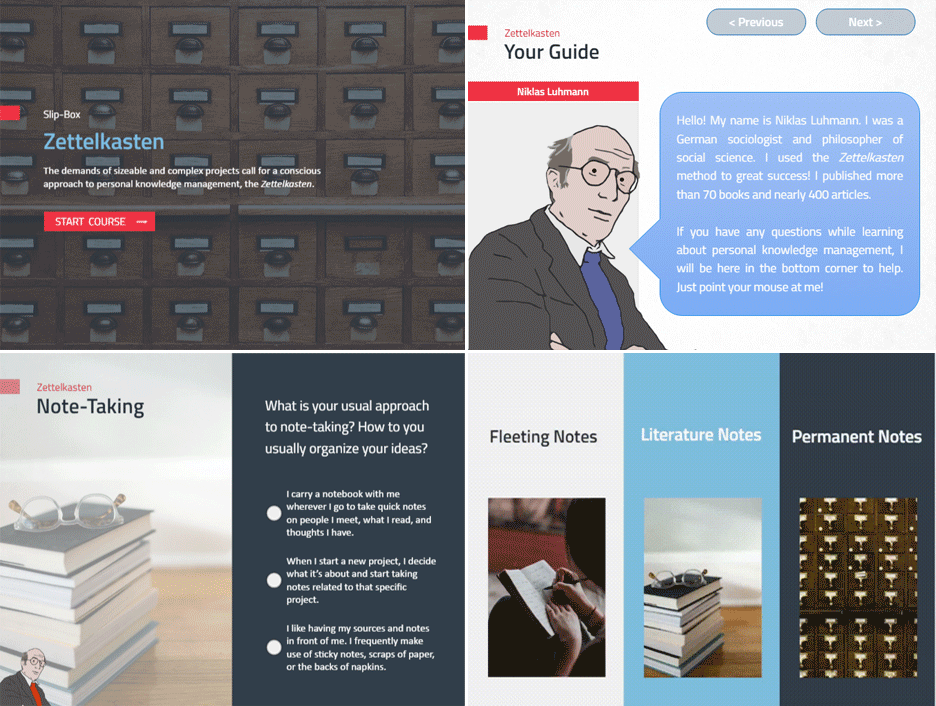 Slip-Box
Zettelkasten
The demands of sizeable and complex projects call for a conscious
approach to personal knowledge management, the Zettelkasten.
START COURSE
< Previous
Next >
Zettelkasten
Your Guide
Niklas Luhmann
Hello! My name is Niklas Luhmann. I was a
German sociologist and philosopher of
social science. I used the Zettelkasten
method to great success! I published more
than 70 books and nearly 400 articles.
If you have any questions while learning
about personal knowledge management, I
will be here in the bottom corner to help.
Just point your mouse at me!
Zettelkasten
Note-Taking
What is your usual approach
to note-taking? How to you
usually organize your ideas?
I carry a notebook with me
wherever I go to take quick notes
on people I meet, what I read, and
thoughts I have.
When I start a new project, I decide
what it's about and start taking
notes related to that specific
project.
I like having my sources and notes
in front of me. I frequently make
use of sticky notes, scraps of paper,
or the backs of napkins.
Fleeting Notes
Literature Notes
Permanent Notes